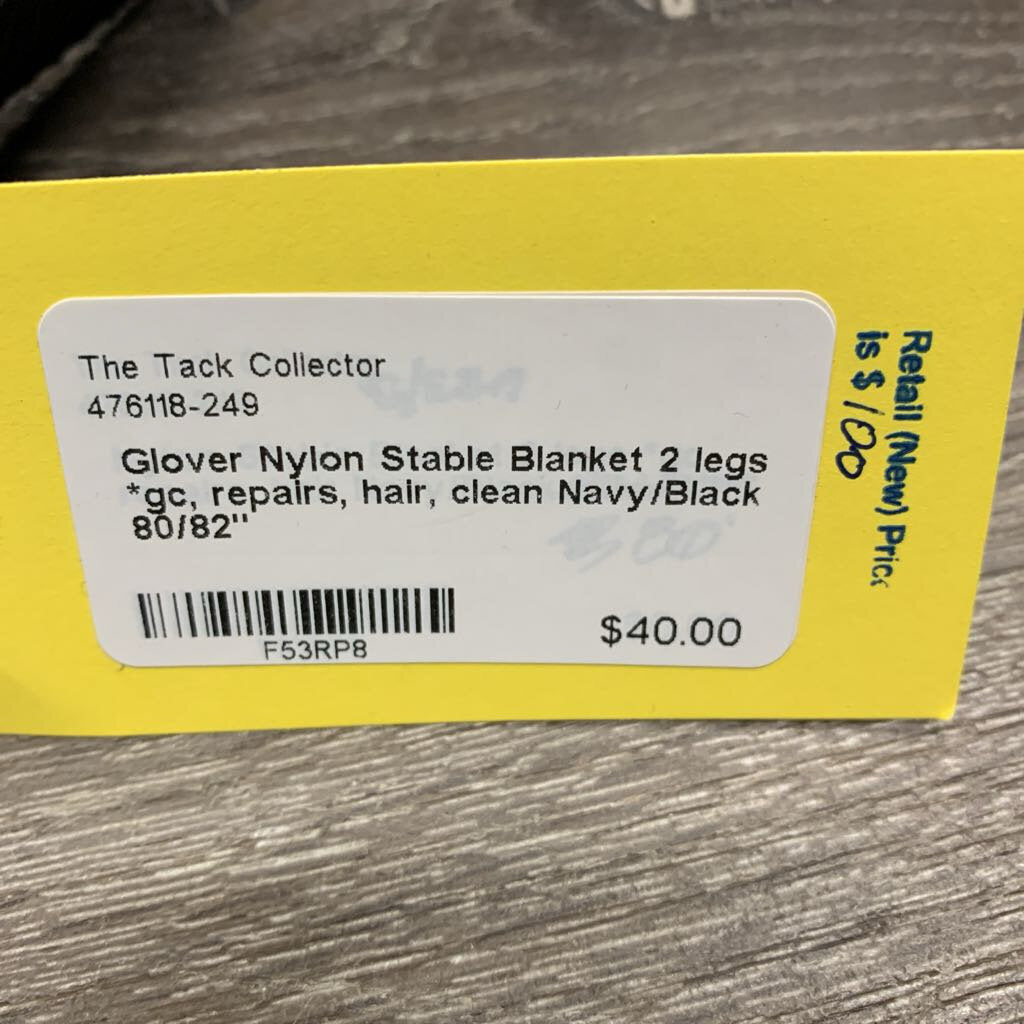 The Tack Collector
476118-249
Glover Nylon Stable Blanket 2 legs
*gc, repairs, hair, clean Navy/Black
80/82"
F53RP8
$40.00
Retail (New) Price
is $ 100